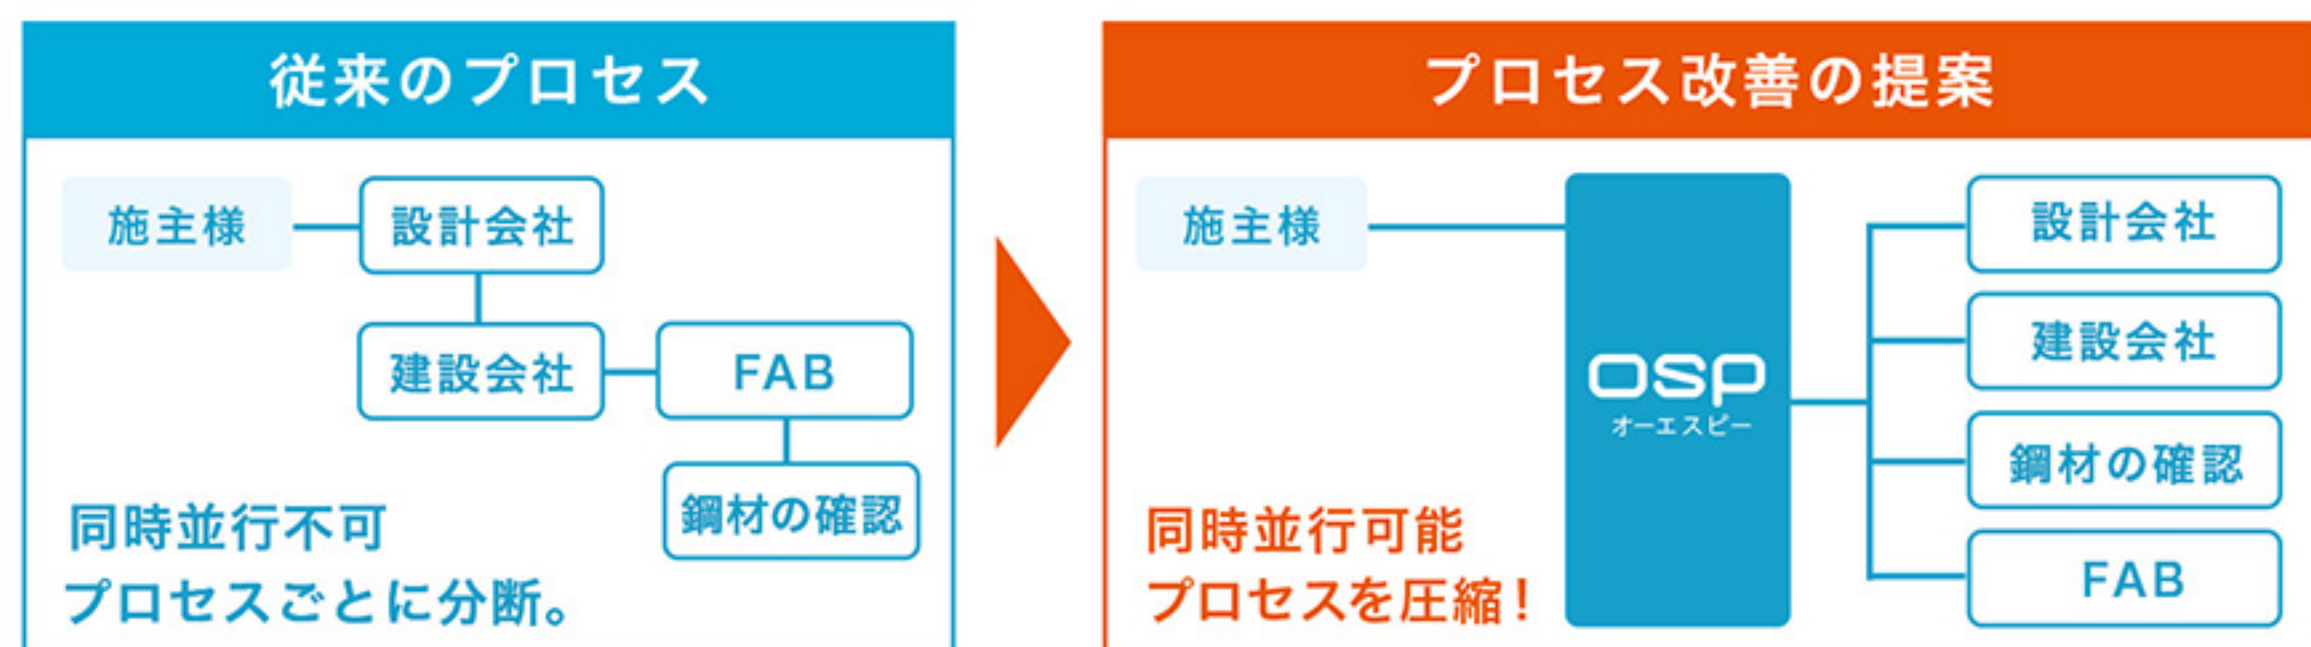 従来のプロセス
施主様
設計会社
建設会社
FAB
鋼材の確認
同時並行不可
プロセスごとに分断。
プロセス改善の提案
施主様
osp
オーエスピー
設計会社
建設会社
鋼材の確認
FAB
同時並行可能
プロセスを圧縮！